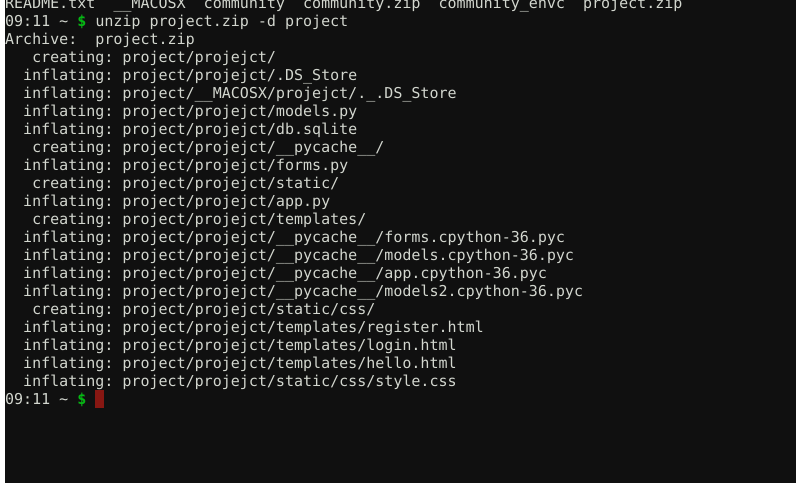 README.txt  __MACOSX  community  community.zip  community_envc  project.zip
09:11 ~ $ unzip project.zip -d project
Archive:  project.zip
   creating: project/projejct/
  inflating: project/projejct/.DS_Store
  inflating: project/__MACOSX/projejct/._.DS_Store
  inflating: project/projejct/models.py
  inflating: project/projejct/db.sqlite
   creating: project/projejct/__pycache__/
  inflating: project/projejct/forms.py
   creating: project/projejct/static/
  inflating: project/projejct/app.py
   creating: project/projejct/templates/
  inflating: project/projejct/__pycache__/forms.cpython-36.pyc
  inflating: project/projejct/__pycache__/models.cpython-36.pyc
  inflating: project/projejct/__pycache__/app.cpython-36.pyc
  inflating: project/projejct/__pycache__/models2.cpython-36.pyc
   creating: project/projejct/static/css/
  inflating: project/projejct/templates/register.html
  inflating: project/projejct/templates/login.html
  inflating: project/projejct/templates/hello.html
  inflating: project/projejct/static/css/style.css
09:11 ~ $